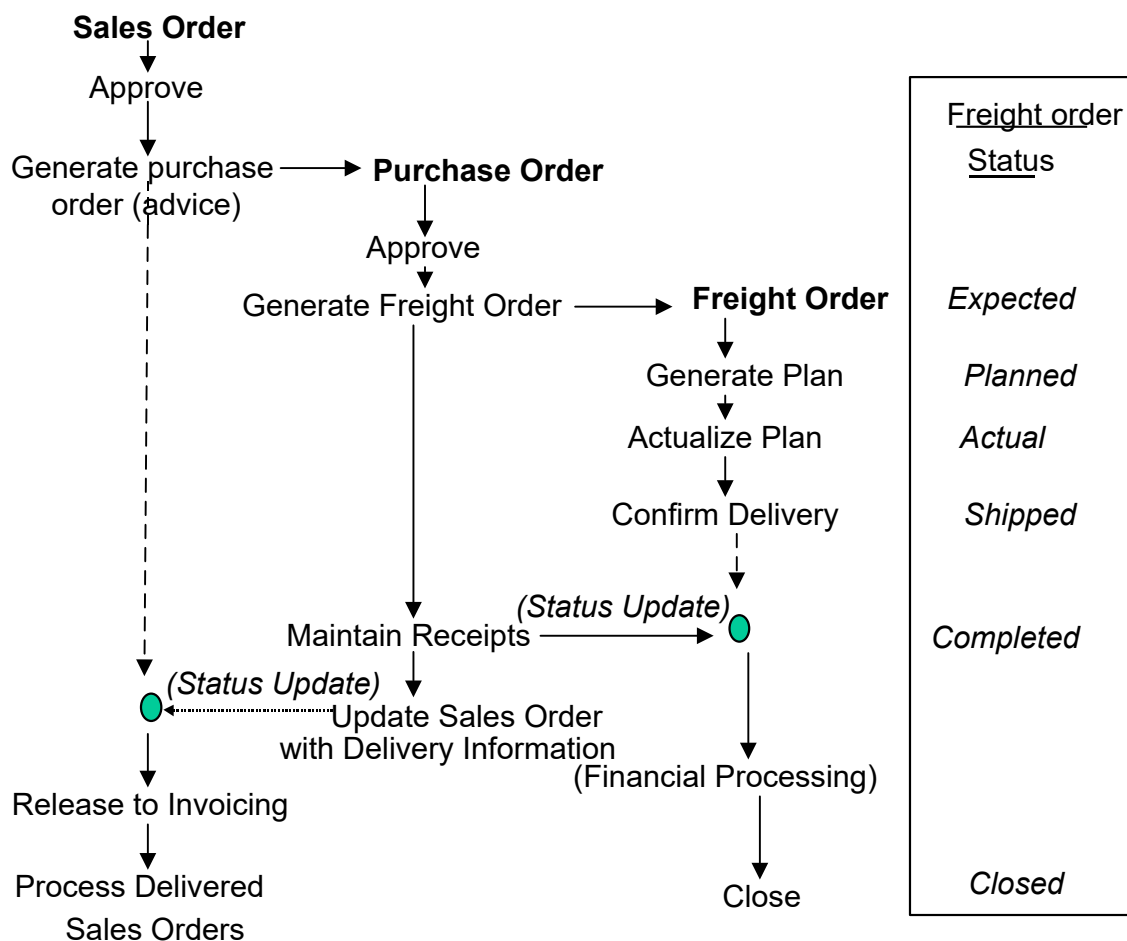 Sales Order
Approve
Generate purchase
order (advice)
Purchase Order
Approve
Generate Freight Order
Freight Order
Generate Plan
Actualize Plan
Confirm Delivery
(Status Update)
Maintain Receipts
(Status Update)
Update Sales Order
with Delivery Information
(Financial Processing)
Release to Invoicing
Process Delivered
Sales Orders
Close
Freight order
Status
Expected
Planned
Actual
Shipped
Completed
Closed